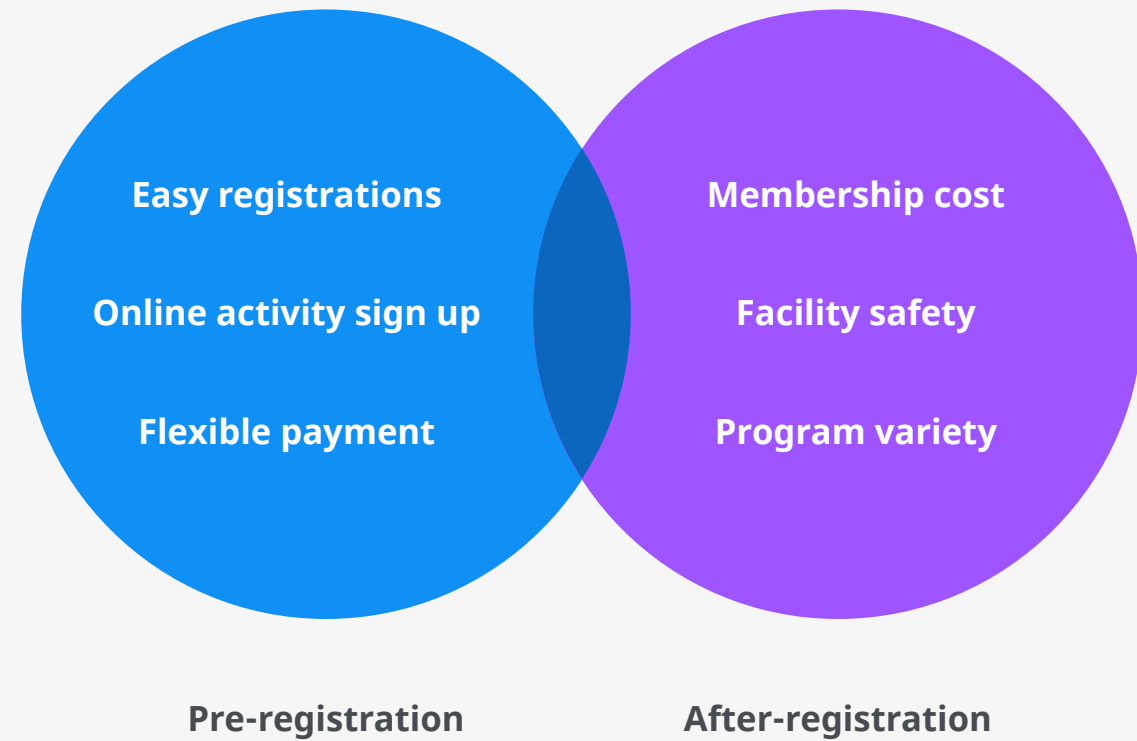 Easy registrations
Online activity sign up
Flexible payment
Membership cost
Facility safety
Program variety
Pre-registration
After-registration